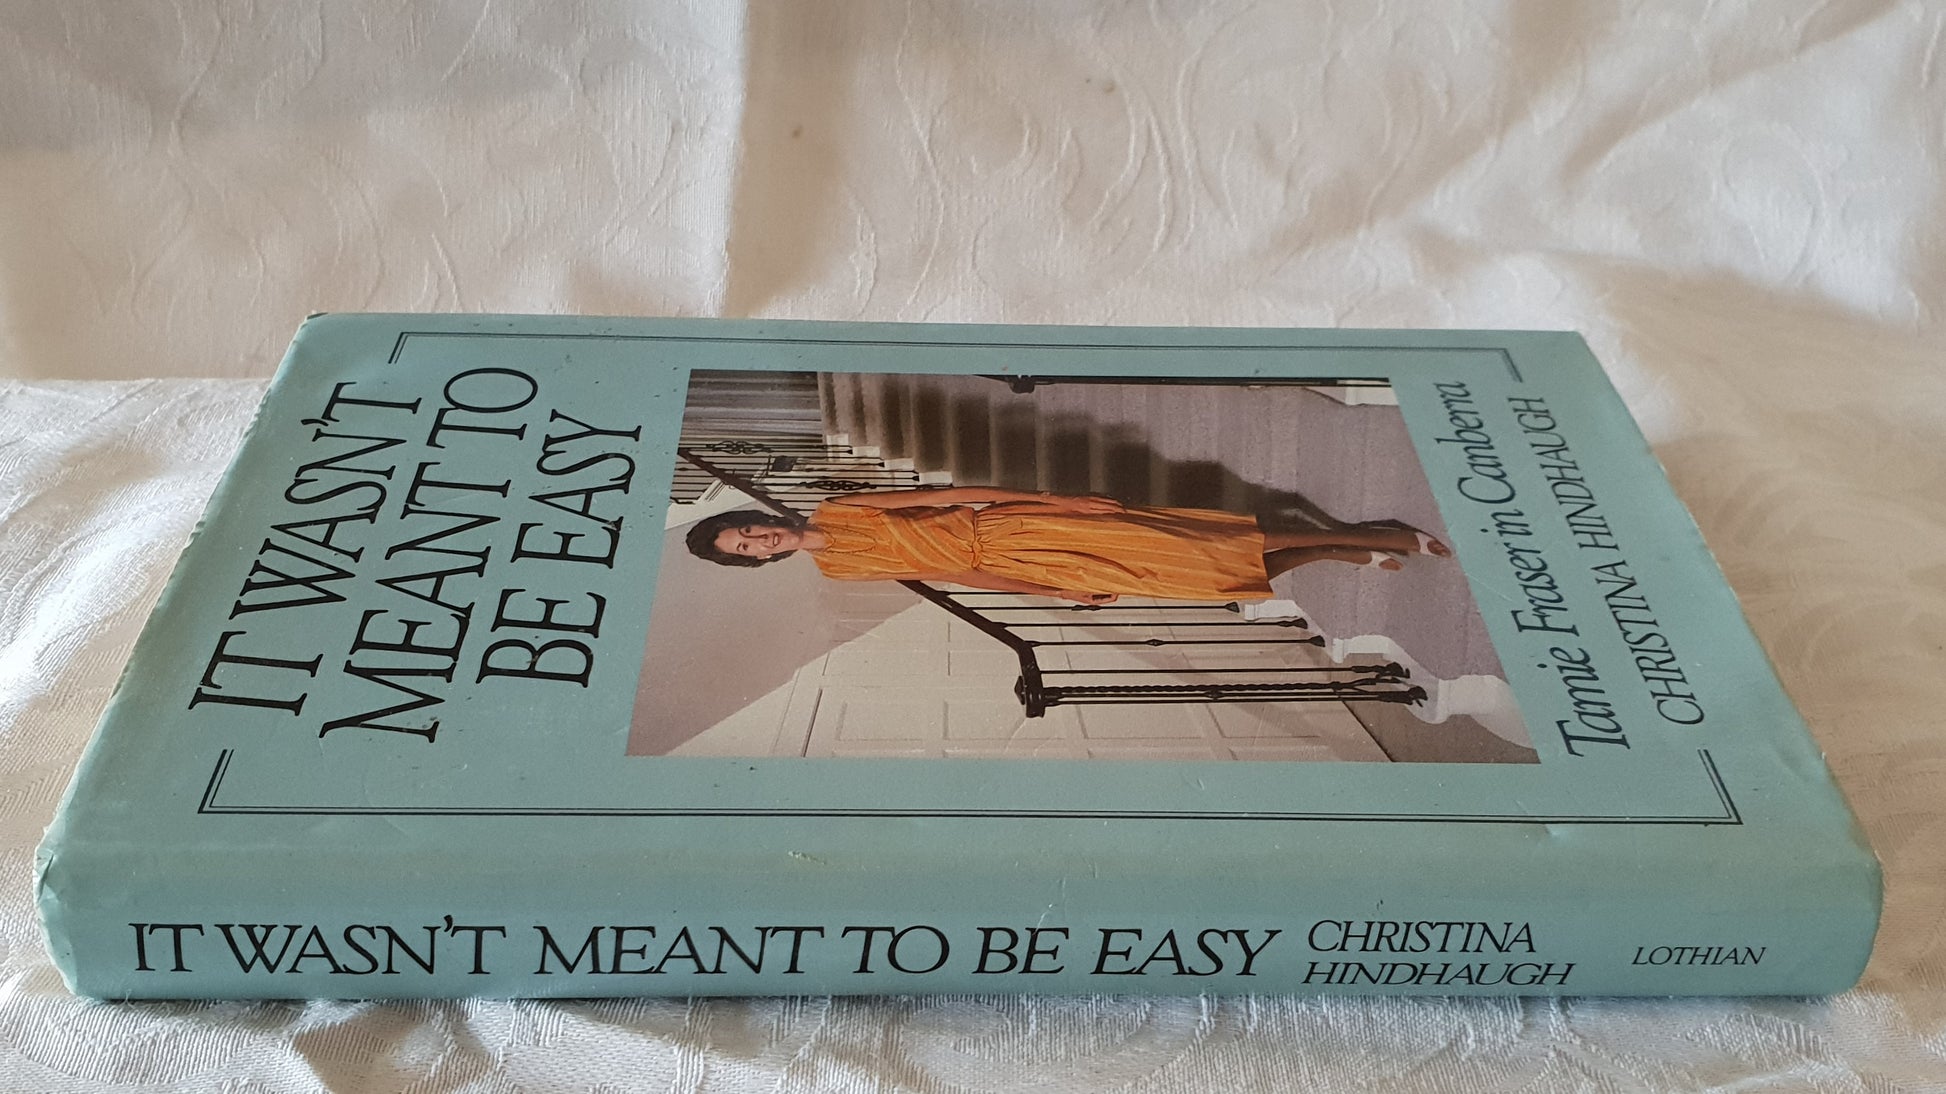 IT WASN'T
MEANT TO
BE EASY
Tamie Fraser in Canberra
CHRISTINA HINDHAUGH
IT WASN'T MEANT TO BE EASY
CHRISTINA
HINDHAUGH
LOTHIAN